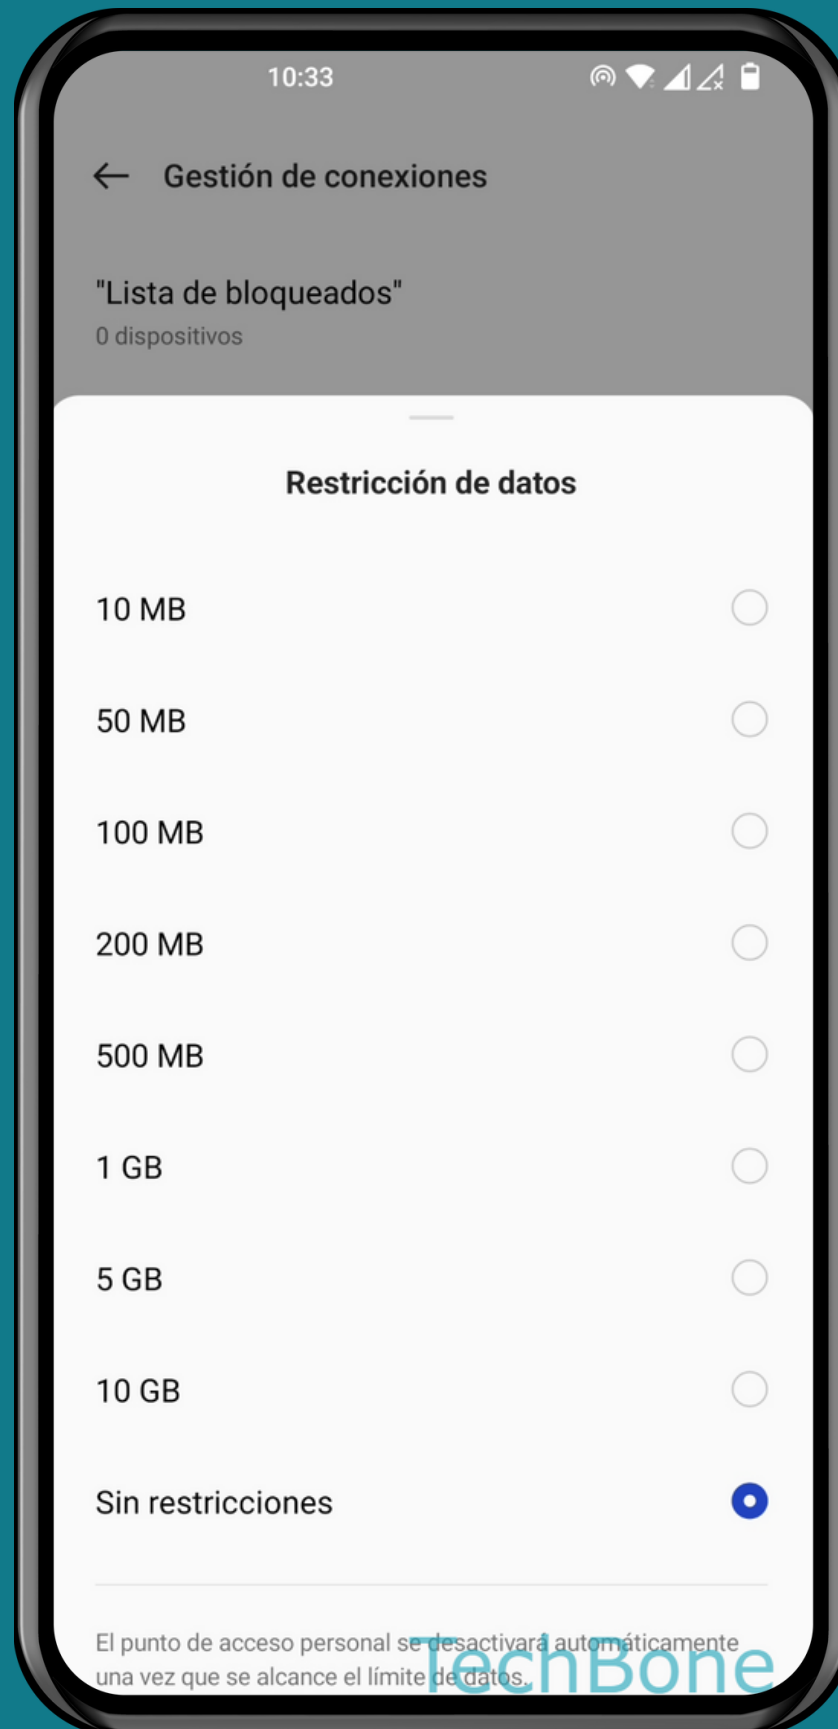 10:33
Gestión de conexiones
"Lista de bloqueados"
0 dispositivos
Restricción de datos
10 MB
50 MB
100 MB
200 MB
500 MB
1 GB
5 GB
10 GB
Sin restricciones
El punto de acceso personal se desactivará automáticamente
una vez que se alcance el límite de datos.
TechBone